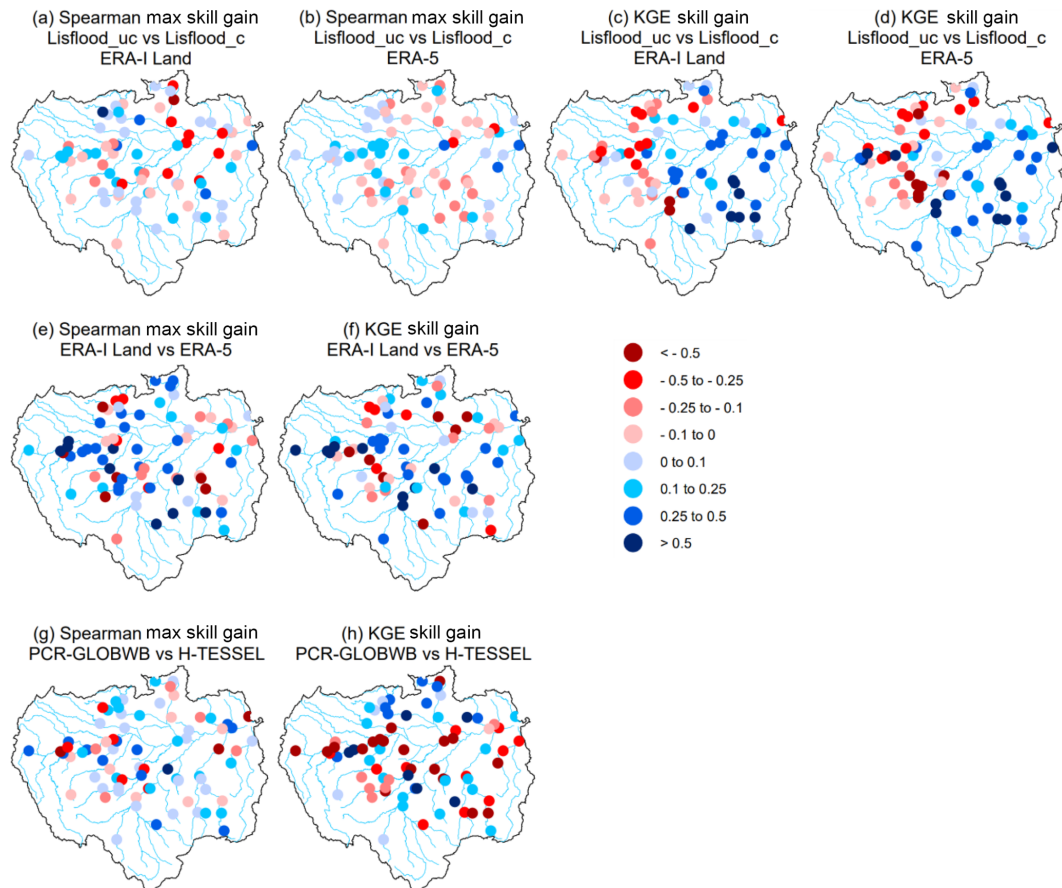 (a) Spearman max skill gain
Lisflood_uc vs Lisflood_c
ERA-I Land
(b) Spearman max skill gain
Lisflood_uc vs Lisflood_c
ERA-5
(c) KGE skill gain
Lisflood_uc vs Lisflood_c
ERA-I Land
(d) KGE skill gain
Lisflood_uc vs Lisflood_c
ERA-5
(e) Spearman max skill gain
ERA-I Land vs ERA-5
(f) KGE skill gain
ERA-I Land vs ERA-5
< - 0.5
- 0.5 to - 0.25
- 0.25 to - 0.1
- 0.1 to 0
0 to 0.1
0.1 to 0.25
0.25 to 0.5
> 0.5
(g) Spearman max skill gain
PCR-GLOBWB vs H-TESSEL
(h) KGE skill gain
PCR-GLOBWB vs H-TESSEL